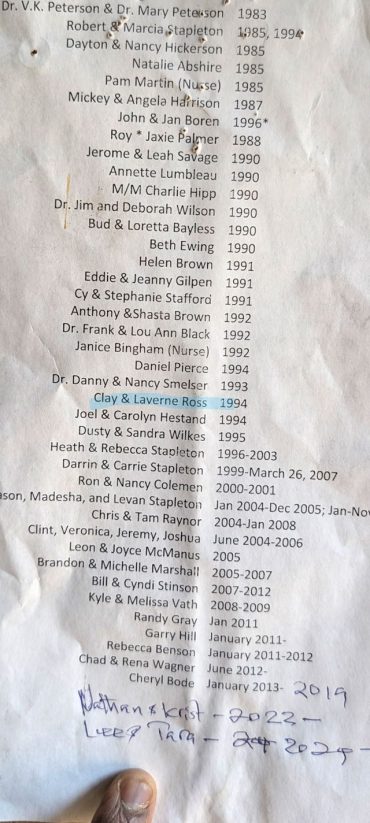 Dr. V.K. Peterson & Dr. Mary Peterson 1983
Robert & Marcia Stapleton 1985, 1994
Dayton & Nancy Hickerson 1985
Natalie Abshire 1985
Pam Martin (Nurse) 1985
Mickey & Angela Harrison 1987
John & Jan Boren 1996*
Roy * Jaxie Palmer 1988
Jerome & Leah Savage 1990
Annette Lumbleau 1990
M/M Charlie Hipp 1990
Dr. Jim and Deborah Wilson 1990
Bud & Loretta Bayless 1990
Beth Ewing 1990
Helen Brown 1991
Eddie & Jeanny Gilpen 1991
Cy & Stephanie Stafford 1991
Anthony &Shasta Brown 1992
Dr. Frank & Lou Ann Black 1992
Janice Bingham (Nurse) 1992
Daniel Pierce 1994
Dr. Danny & Nancy Smelser 1993
Clay & Laverne Ross 1994
Joel & Carolyn Hestand 1994
Dusty & Sandra Wilkes 1995
Heath & Rebecca Stapleton 1996-2003
Darrin & Carrie Stapleton 1999-March 26, 2007
Ron & Nancy Colemen 2000-2001
ason, Madesha, and Levan Stapleton Jan 2004-Dec 2005; Jan-Nov
Chris & Tam Raynor 2004-Jan 2008
Clint, Veronica, Jeremy, Joshua June 2004-2006
Leon & Joyce McManus 2005
Brandon & Michelle Marshall 2005-2007
Bill & Cyndi Stinson 2007-2012
Kyle & Melissa Vath 2008-2009
Randy Gray Jan 2011
Garry Hill January 2011-
Rebecca Benson January 2011-2012
Chad & Rena Wagner June 2012-
Cheryl Bode January 2013- 2019
Nathan & Krist - 2022 -
& Tara - 2024 -